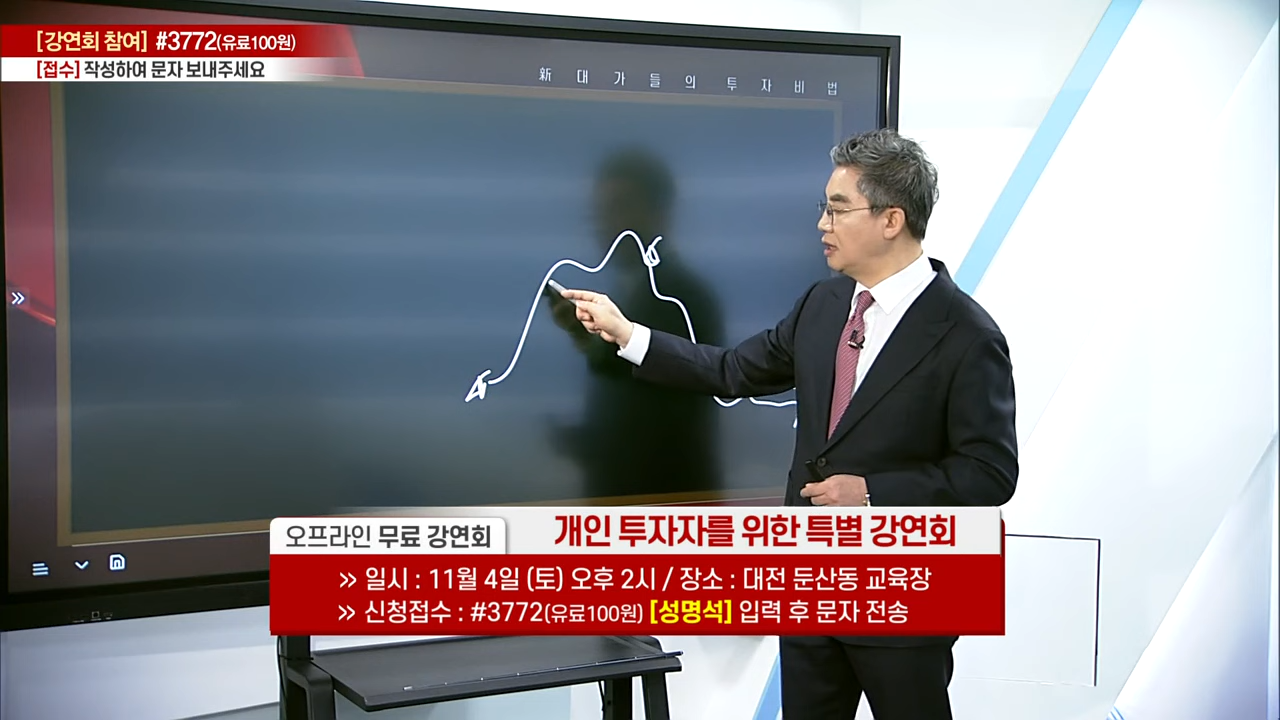 [강연회 참여] #3772(유료100원)
[접수] 작성하여 문자 보내주세요
新 대가들의 투자비법
오프라인 무료 강연회
개인 투자자를 위한 특별 강연회
» 일시 : 11월 4일 (토) 오후 2시 / 장소 : 대전 둔산동 교육장
» 신청접수 : #3772(유료100원) [성명석] 입력 후 문자 전송